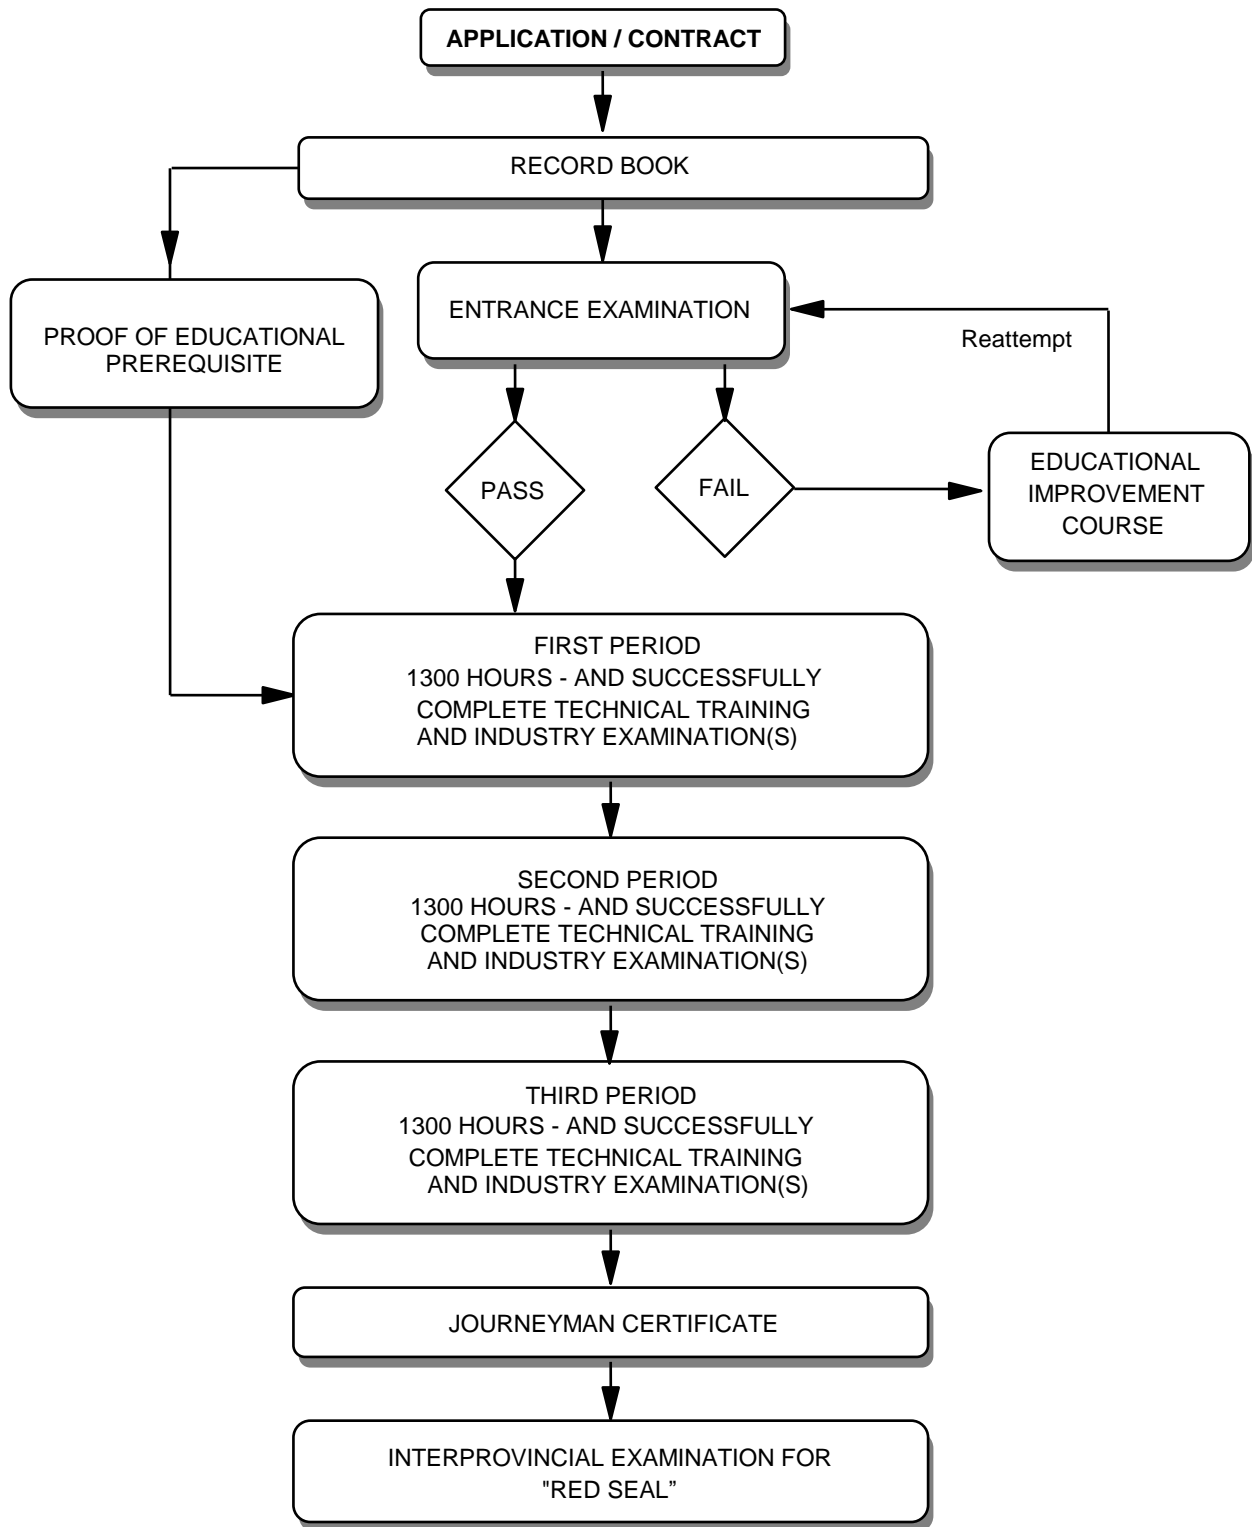 APPLICATION / CONTRACT
RECORD BOOK
PROOF OF EDUCATIONAL
PREREQUISITE
ENTRANCE EXAMINATION
Reattempt
PASS
FAIL
EDUCATIONAL
IMPROVEMENT
COURSE
FIRST PERIOD
1300 HOURS - AND SUCCESSFULLY
COMPLETE TECHNICAL TRAINING
AND INDUSTRY EXAMINATION(S)
SECOND PERIOD
1300 HOURS - AND SUCCESSFULLY
COMPLETE TECHNICAL TRAINING
AND INDUSTRY EXAMINATION(S)
THIRD PERIOD
1300 HOURS - AND SUCCESSFULLY
COMPLETE TECHNICAL TRAINING
AND INDUSTRY EXAMINATION(S)
JOURNEYMAN CERTIFICATE
INTERPROVINCIAL EXAMINATION FOR
"RED SEAL”